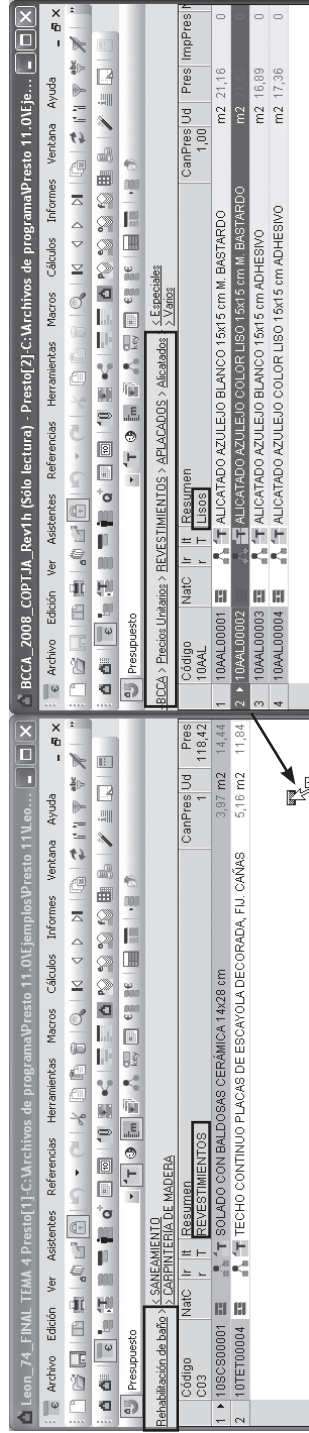 Leon_74_FINAL_TEMA 4 Presto[1]-C:\Archivos de programa\Presto 11.0\Ejemplos\Presto 11\Leo...
Archivo Edición Ver Asistentes Referencias Herramientas Macros Cálculos Informes Ventana Ayuda
Presupuesto
Rehabilitación de baño > < SANEAMIENTO
> CARPINTERÍA DE MADERA
Código NatC Ir It Resumen CanPres Ud Pres
C03 r T REVESTIMIENTOS 1 118,42
1 10SCS00001 T SOLADO CON BALDOSAS CERÁMICA 14x28 cm 3,97 m2 14,44
2 10TET00004 T TECHO CONTINUO PLACAS DE ESCAYOLA DECORADA, FIJ. CAÑAS 5,16 m2 11,84
BCCA_2008_COPTJA_Rev1h (Sólo lectura) - Presto[2]-C:\Archivos de programa\Presto 11.0\Eje...
Archivo Edición Ver Asistentes Referencias Herramientas Macros Cálculos Informes Ventana Ayuda
Presupuesto
BCCA > Precios Unitarios > REVESTIMIENTOS > APLACADOS > Alicatados < Especiales
> Varios
Código NatC Ir It Resumen CanPres Ud Pres ImpPres
10AAL r T Lisos 1,00
1 10AAL00001 T ALICATADO AZULEJO BLANCO 15x15 cm M. BASTARDO m2 21,16 0
2 10AAL00002 T ALICATADO AZULEJO COLOR LISO 15x15 cm M. BASTARDO m2
3 10AAL00003 T ALICATADO AZULEJO BLANCO 15x15 cm ADHESIVO m2 16,89 0
4 10AAL00004 T ALICATADO AZULEJO COLOR LISO 15x15 cm ADHESIVO m2 17,36 0